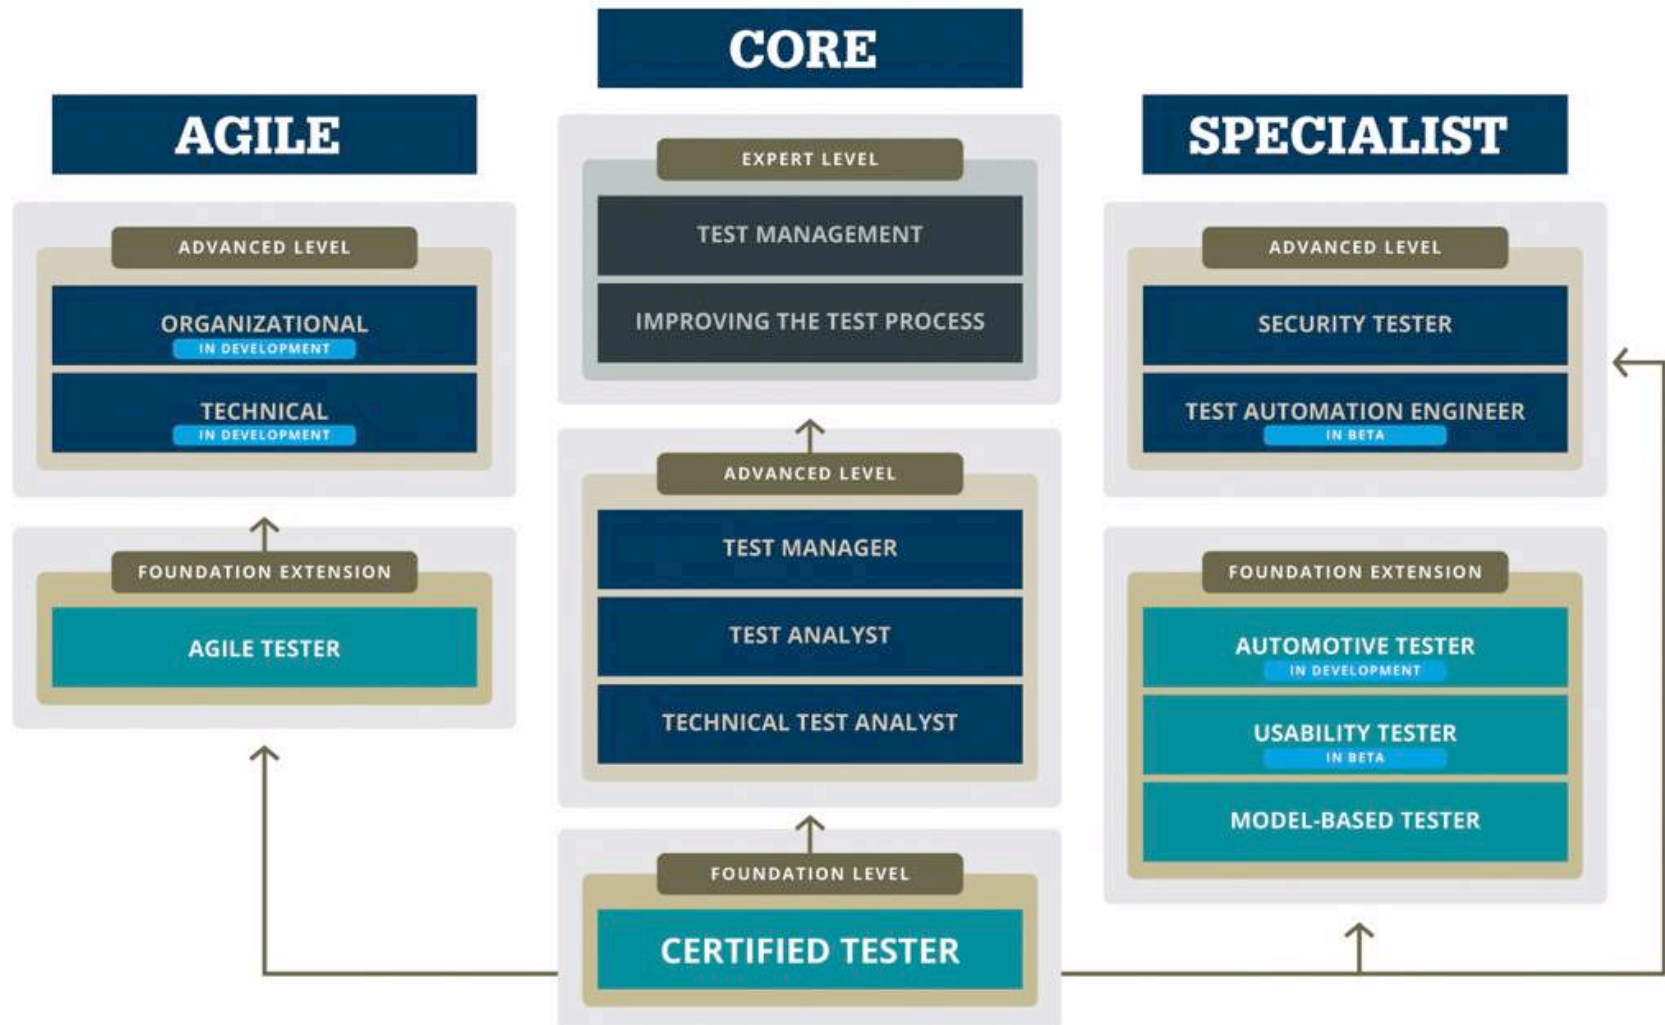 CORE
AGILE
SPECIALIST
ADVANCED LEVEL
ORGANIZATIONAL
IN DEVELOPMENT
TECHNICAL
IN DEVELOPMENT
FOUNDATION EXTENSION
AGILE TESTER
EXPERT LEVEL
TEST MANAGEMENT
IMPROVING THE TEST PROCESS
ADVANCED LEVEL
TEST MANAGER
TEST ANALYST
TECHNICAL TEST ANALYST
FOUNDATION LEVEL
CERTIFIED TESTER
ADVANCED LEVEL
SECURITY TESTER
TEST AUTOMATION ENGINEER
IN BETA
FOUNDATION EXTENSION
AUTOMOTIVE TESTER
IN DEVELOPMENT
USABILITY TESTER
IN BETA
MODEL-BASED TESTER